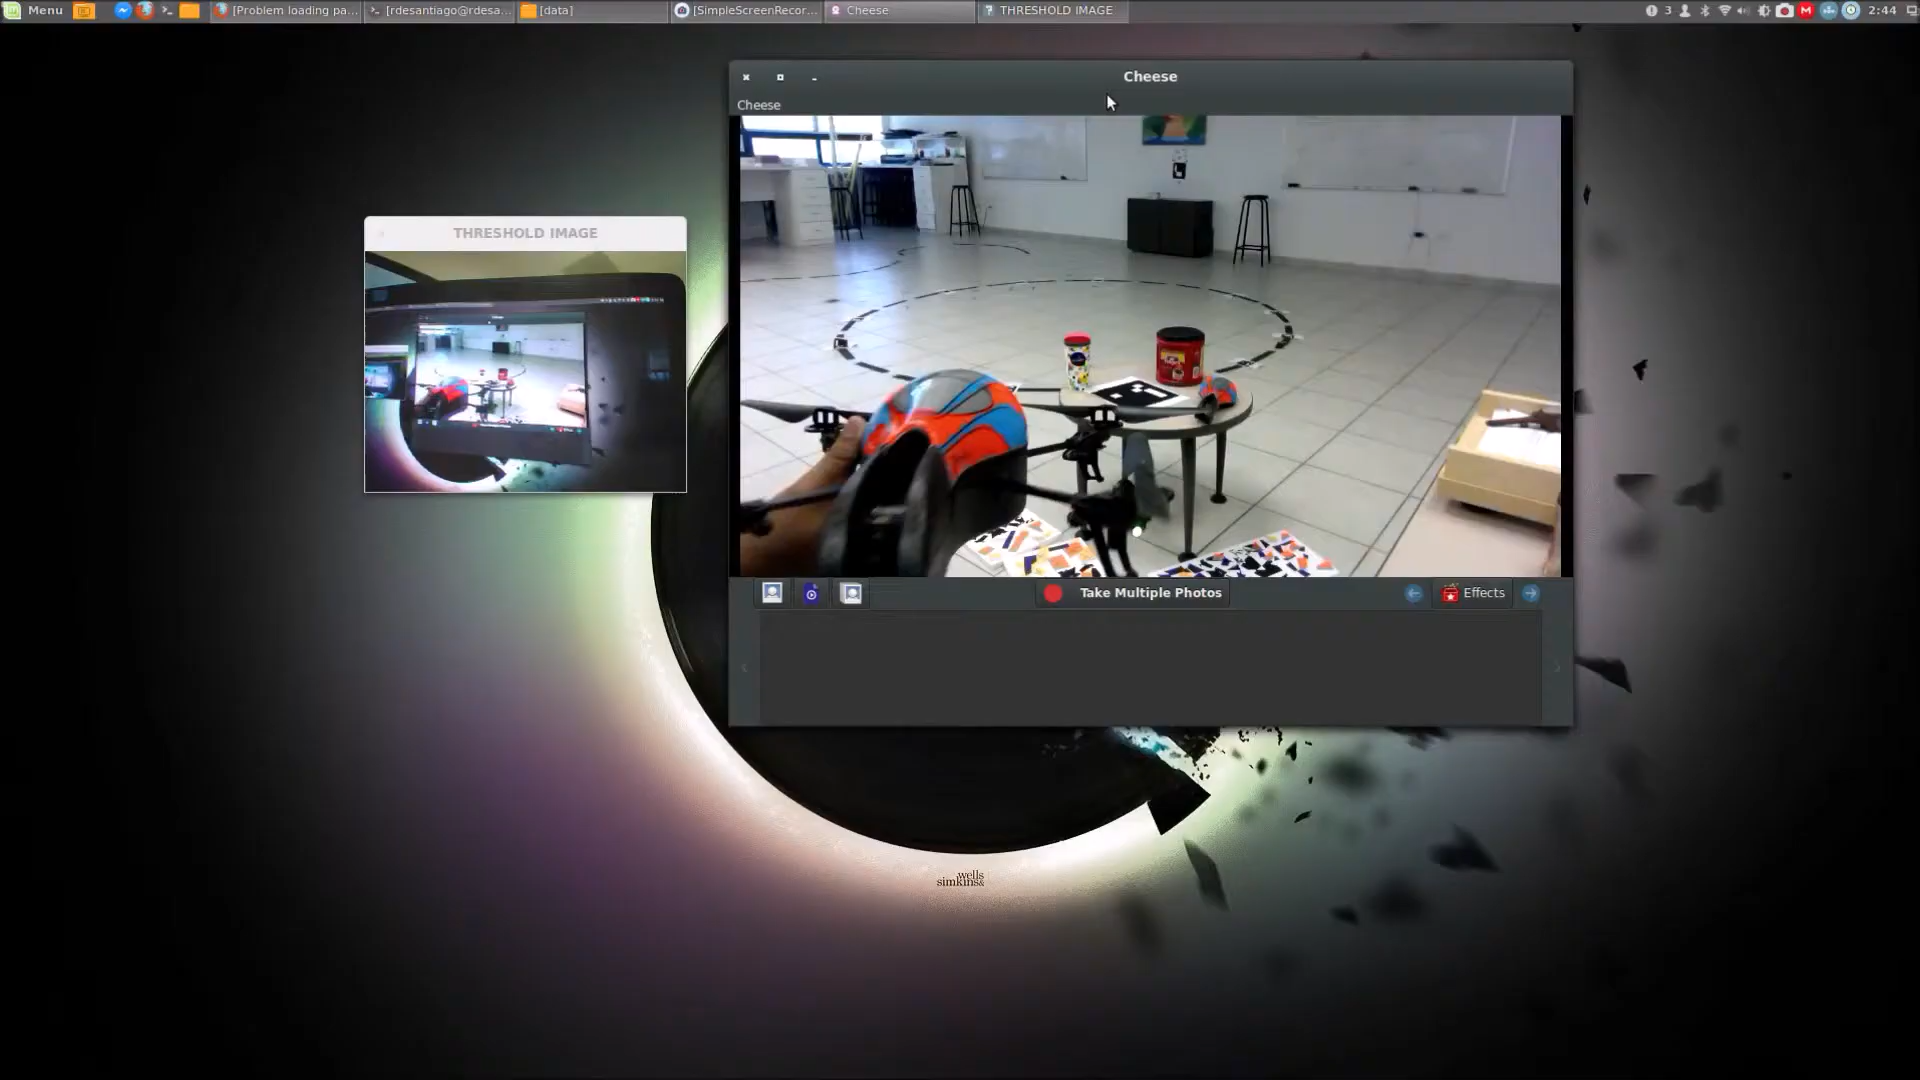 Menu
[Problem loading pa...
[rdesantiago@rdesa...
[data]
[SimpleScreenRecor...
Cheese
THRESHOLD IMAGE
3
2:44
Cheese
Cheese
THRESHOLD IMAGE
Take Multiple Photos
Effects
wells
simkins&